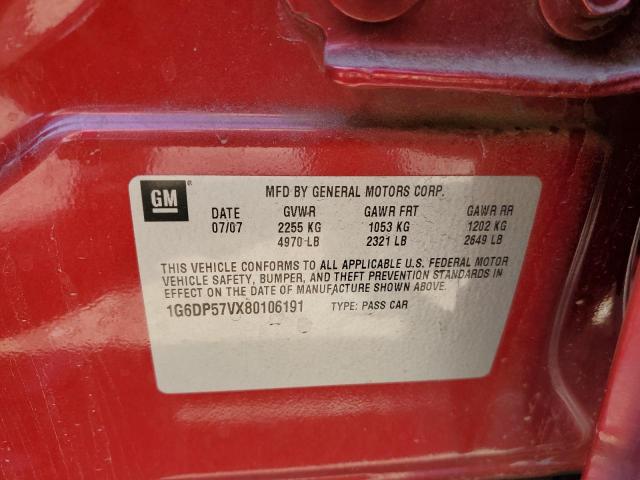 GM ® MFD BY GENERAL MOTORS CORP.
DATE GVWR GAWR FRT GAWR RR
07/07 2255 KG 1053 KG 1202 KG
4970 LB 2321 LB 2649 LB
THIS VEHICLE CONFORMS TO ALL APPLICABLE U.S. FEDERAL MOTOR
VEHICLE SAFETY, BUMPER, AND THEFT PREVENTION STANDARDS IN
EFFECT ON THE DATE OF MANUFACTURE SHOWN ABOVE.
1G6DP57VX80106191 TYPE: PASS CAR